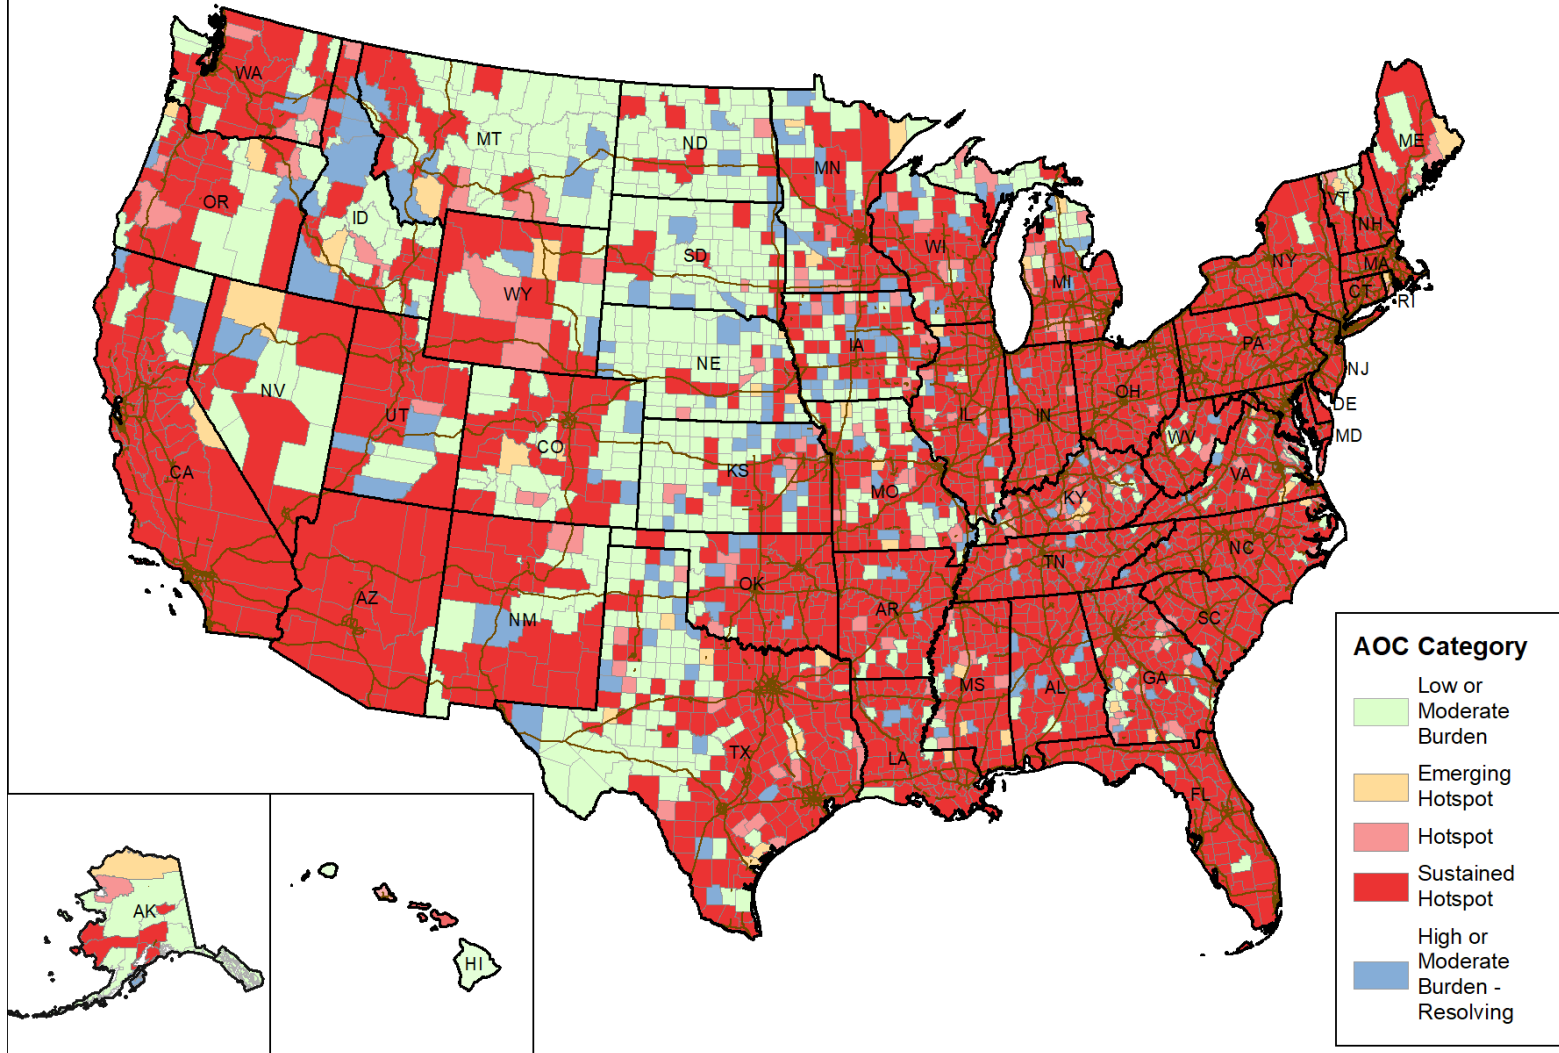 WA
MT
ND
MN
ME
OR
ID
SD
WI
VT
NH
NY
MA
WY
MI
CT
RI
IA
PA
NE
NV
NJ
UT
IL
IN
OH
DE
CO
WV
MD
CA
KS
MO
VA
KY
NC
TN
AZ
OK
AR
NM
SC
MS
AL
GA
TX
LA
FL
AK
HI
AOC Category
Low or
Moderate
Burden
Emerging
Hotspot
Hotspot
Sustained
Hotspot
High or
Moderate
Burden -
Resolving